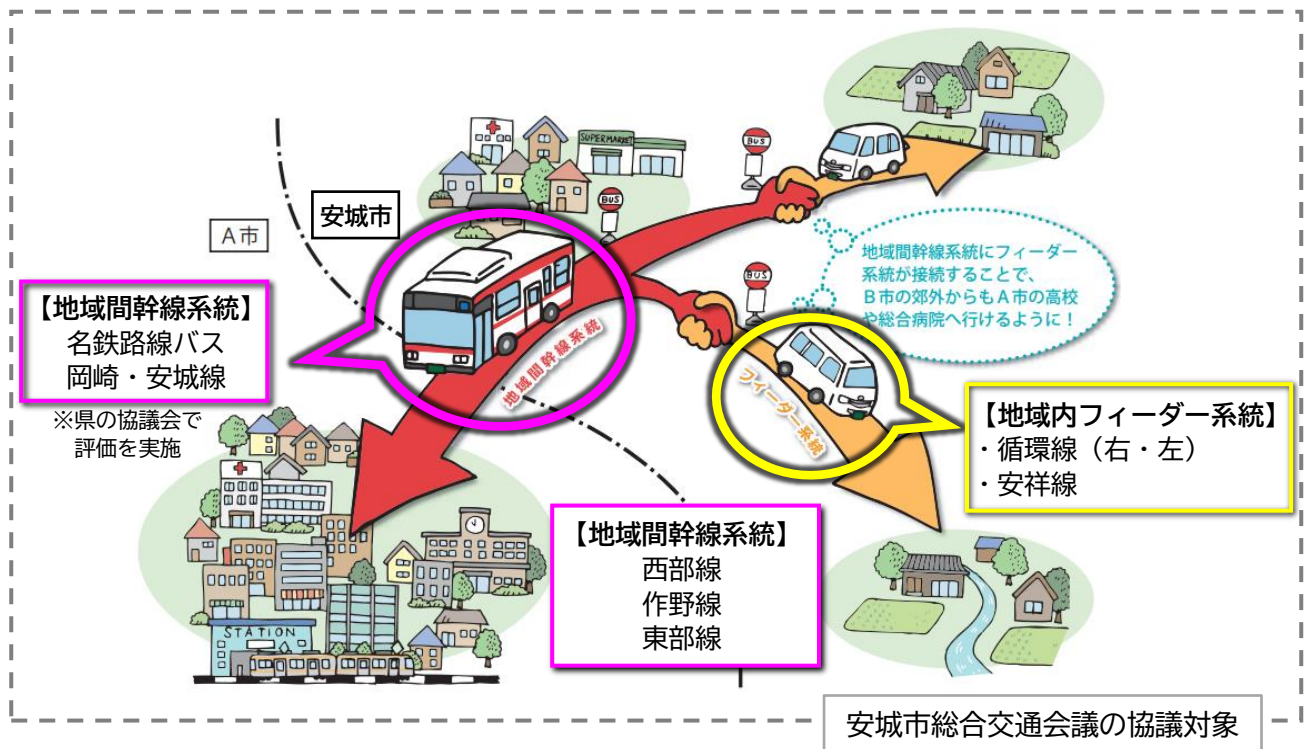 SUPERMARKET
BUS
BUS
BUS
安城市
A市
地域間幹線系統にフィーダー
系統が接続することで、
B市の郊外からもA市の高校
や総合病院へ行けるように!
【地域間幹線系統】
名鉄路線バス
岡崎・安城線
※県の協議会で
評価を実施
地域間幹線系統
フィーダー系統
【地域内フィーダー系統】
・循環線(右・左)
・安祥線
【地域間幹線系統】
西部線
作野線
東部線
STATION
安城市総合交通会議の協議対象